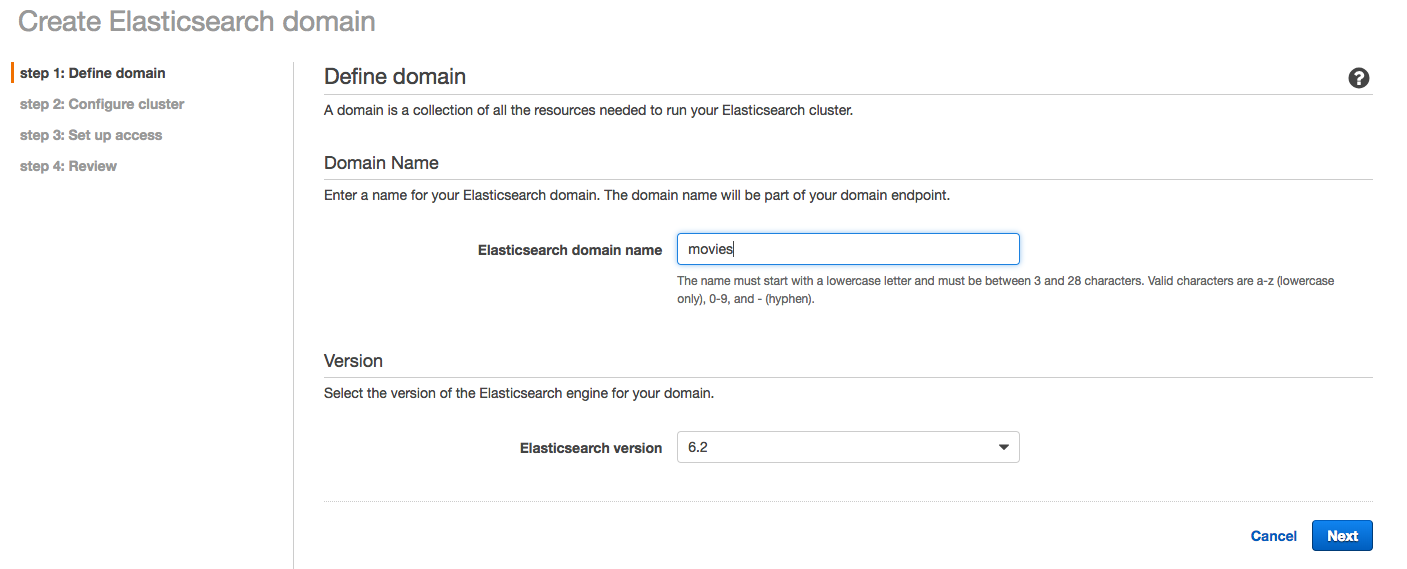 Create Elasticsearch domain
step 1: Define domain
step 2: Configure cluster
step 3: Set up access
step 4: Review
Define domain
?
A domain is a collection of all the resources needed to run your Elasticsearch cluster.
Domain Name
Enter a name for your Elasticsearch domain. The domain name will be part of your domain endpoint.
Elasticsearch domain name
movies
The name must start with a lowercase letter and must be between 3 and 28 characters. Valid characters are a-z (lowercase
only), 0-9, and - (hyphen).
Version
Select the version of the Elasticsearch engine for your domain.
Elasticsearch version
6.2
Cancel
Next